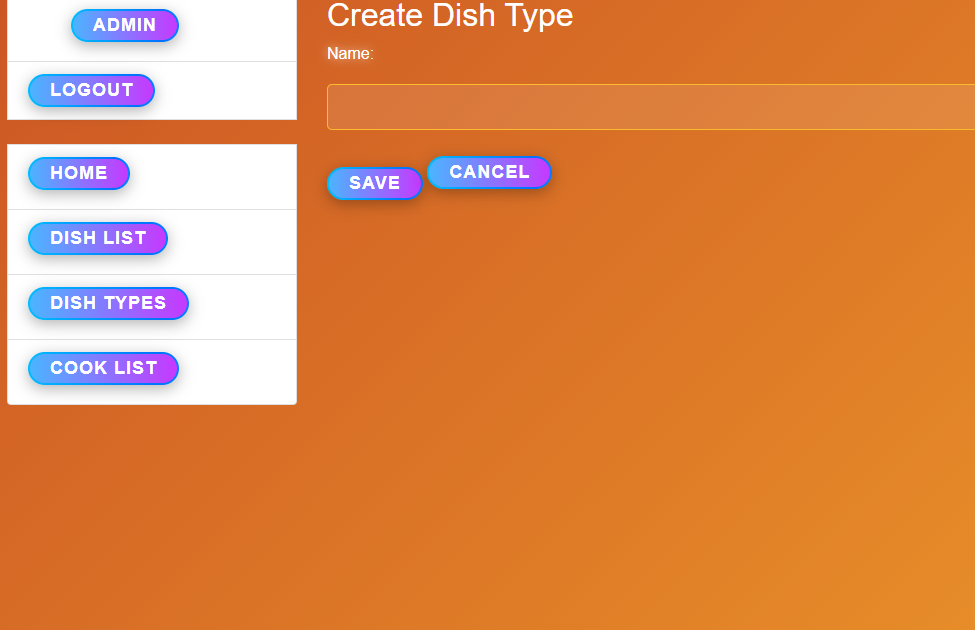 ADMIN
LOGOUT
HOME
DISH LIST
DISH TYPES
COOK LIST
Create Dish Type
Name:
SAVE CANCEL